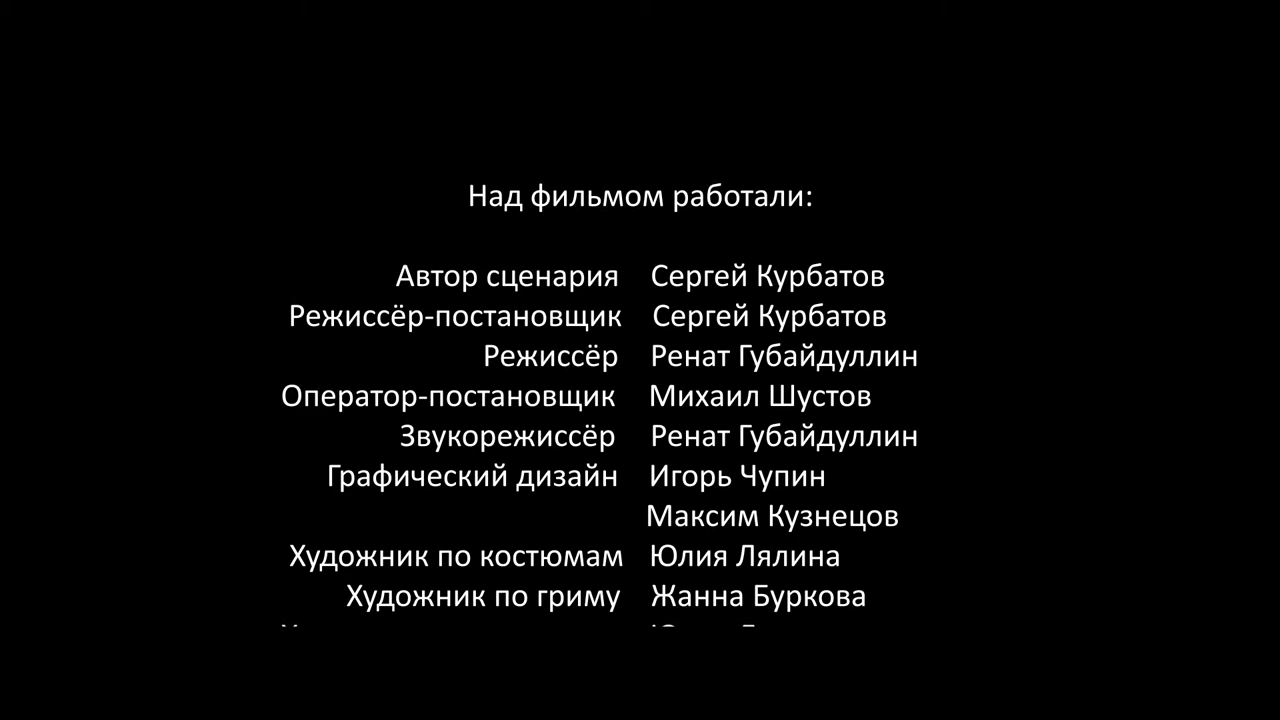 Над фильмом работали:
Автор сценария Сергей Курбатов
Режиссёр-постановщик Сергей Курбатов
Режиссёр Ренат Губайдуллин
Оператор-постановщик Михаил Шустов
Звукорежиссёр Ренат Губайдуллин
Графический дизайн Игорь Чупин
Максим Кузнецов
Художник по костюмам Юлия Лялина
Художник по гриму Жанна Буркова